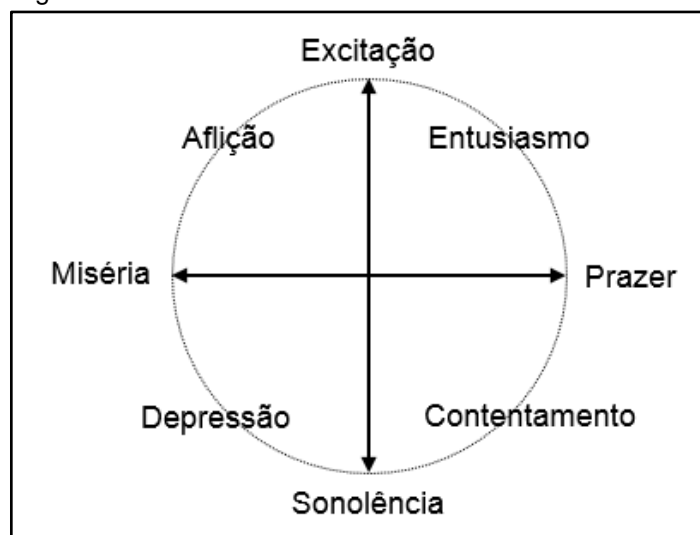 Excitação
Aflição Entusiasmo
Miséria Prazer
Depressão Contentamento
Sonolência